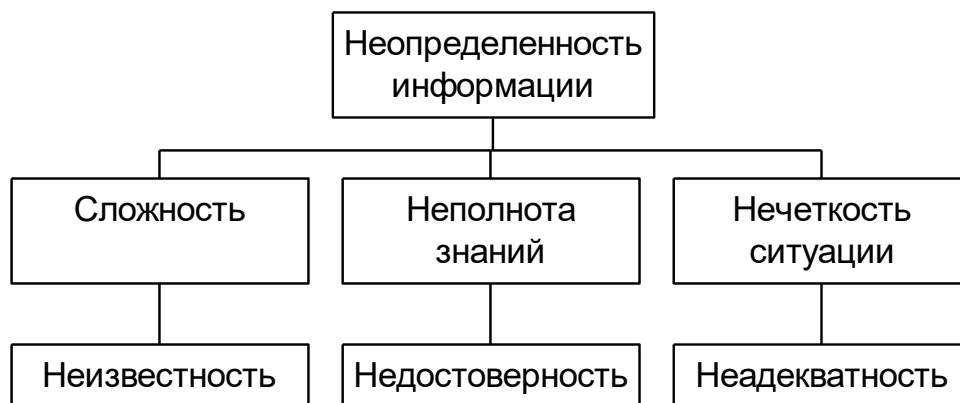 Неопределенность
информации
Сложность
Неполнота
знаний
Нечеткость
ситуации
Неизвестность
Недостоверность
Неадекватность